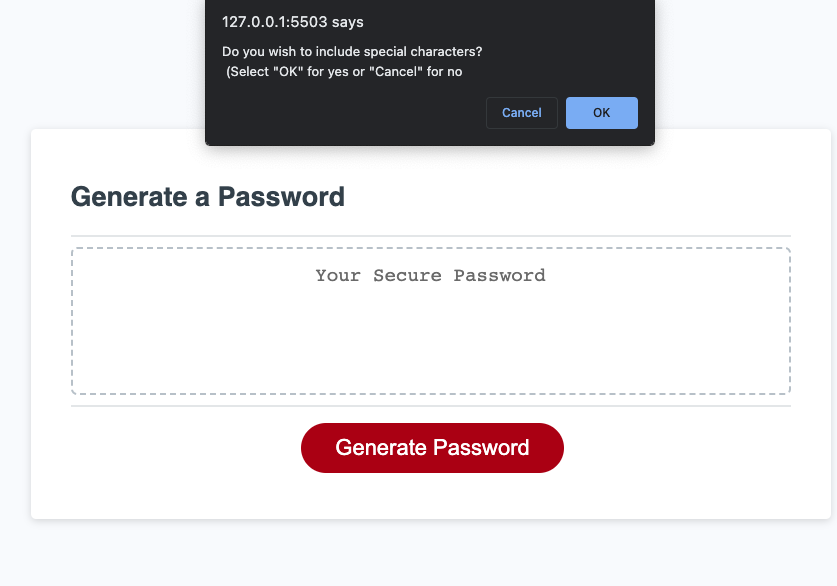 127.0.0.1:5503 says
Do you wish to include special characters?
(Select "OK" for yes or "Cancel" for no
Cancel
OK
Generate a Password
Your Secure Password
Generate Password